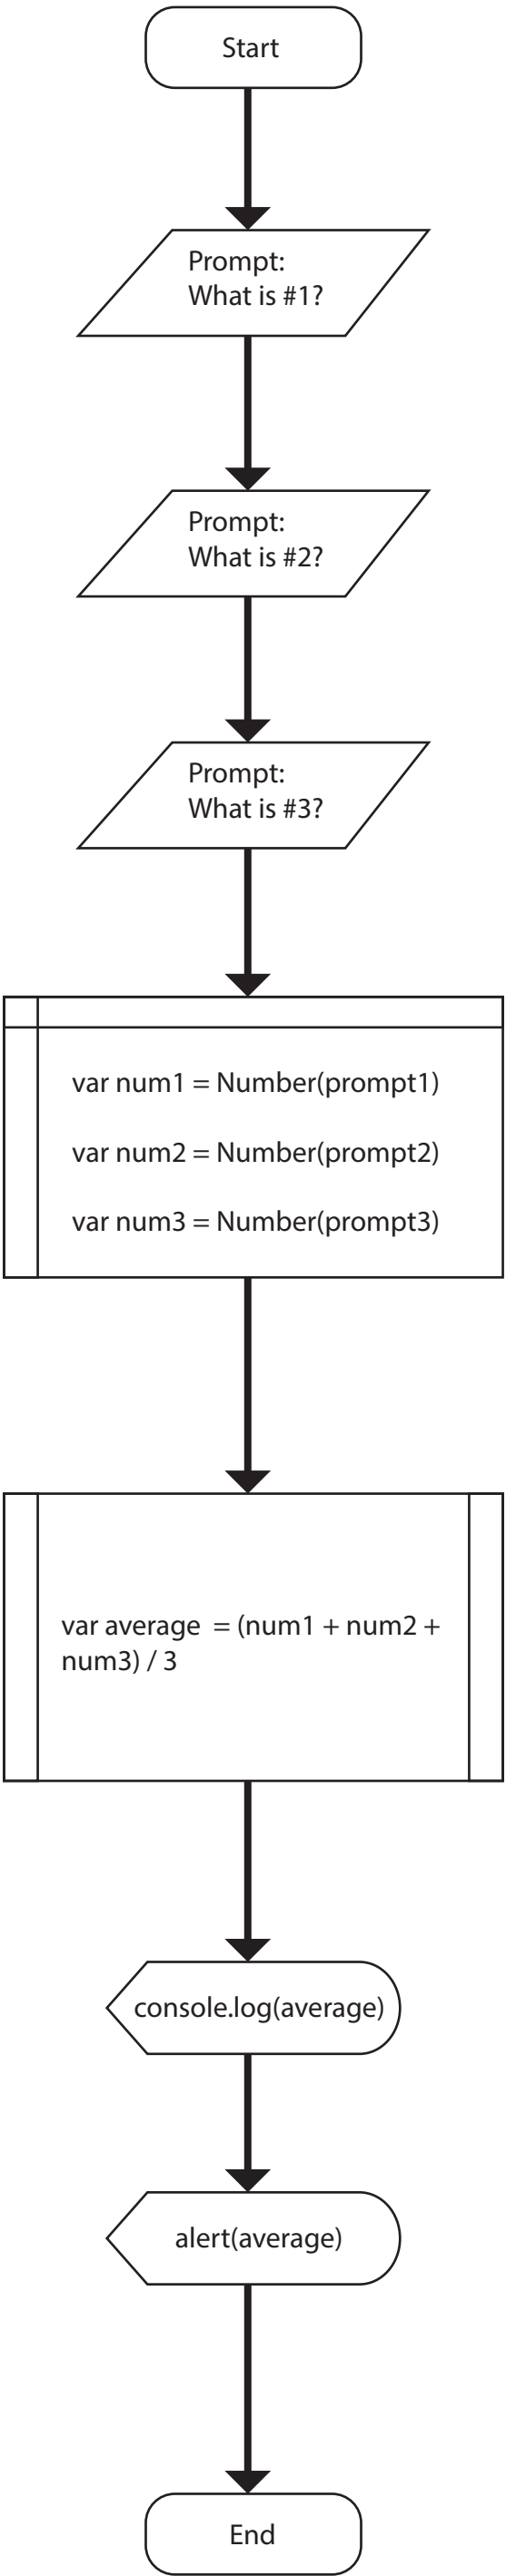 Start
Prompt:
What is #1?
Prompt:
What is #2?
Prompt:
What is #3?
var num1 = Number(prompt1)
var num2 = Number(prompt2)
var num3 = Number(prompt3)
var average  = (num1 + num2 +
num3) / 3
console.log(average)
alert(average)
End